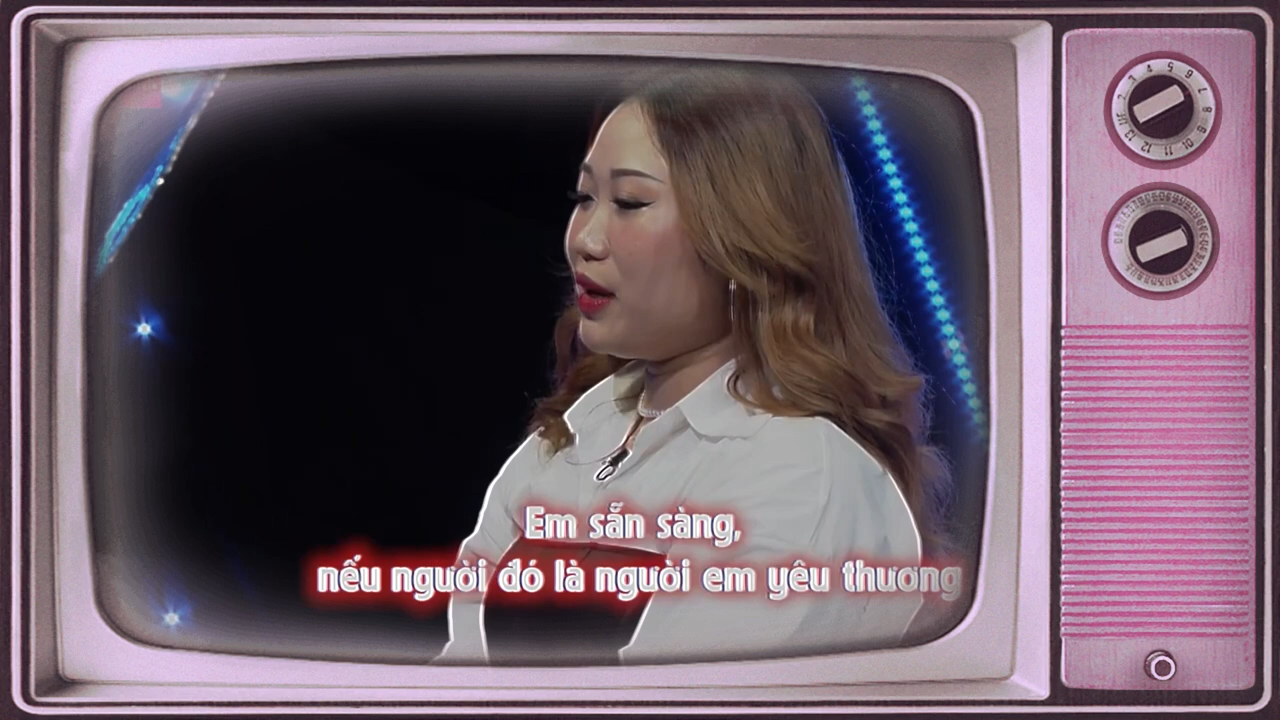 Em sẵn sàng,
nếu người đó là người em yêu thương